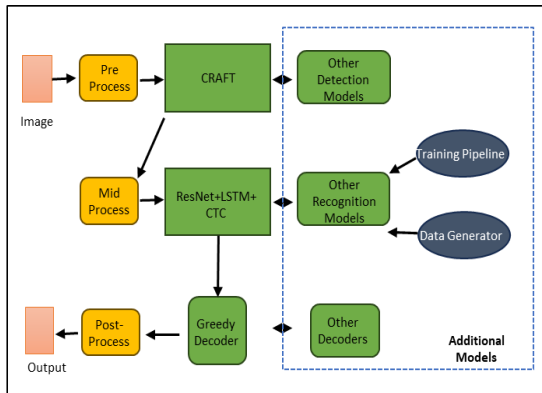 Image
Pre
Process
CRAFT
Other
Detection
Models
Mid
Process
ResNet+LSTM+
CTC
Other
Recognition
Models
Training Pipeline
Data Generator
Output
Post-
Process
Greedy
Decoder
Other
Decoders
Additional
Models